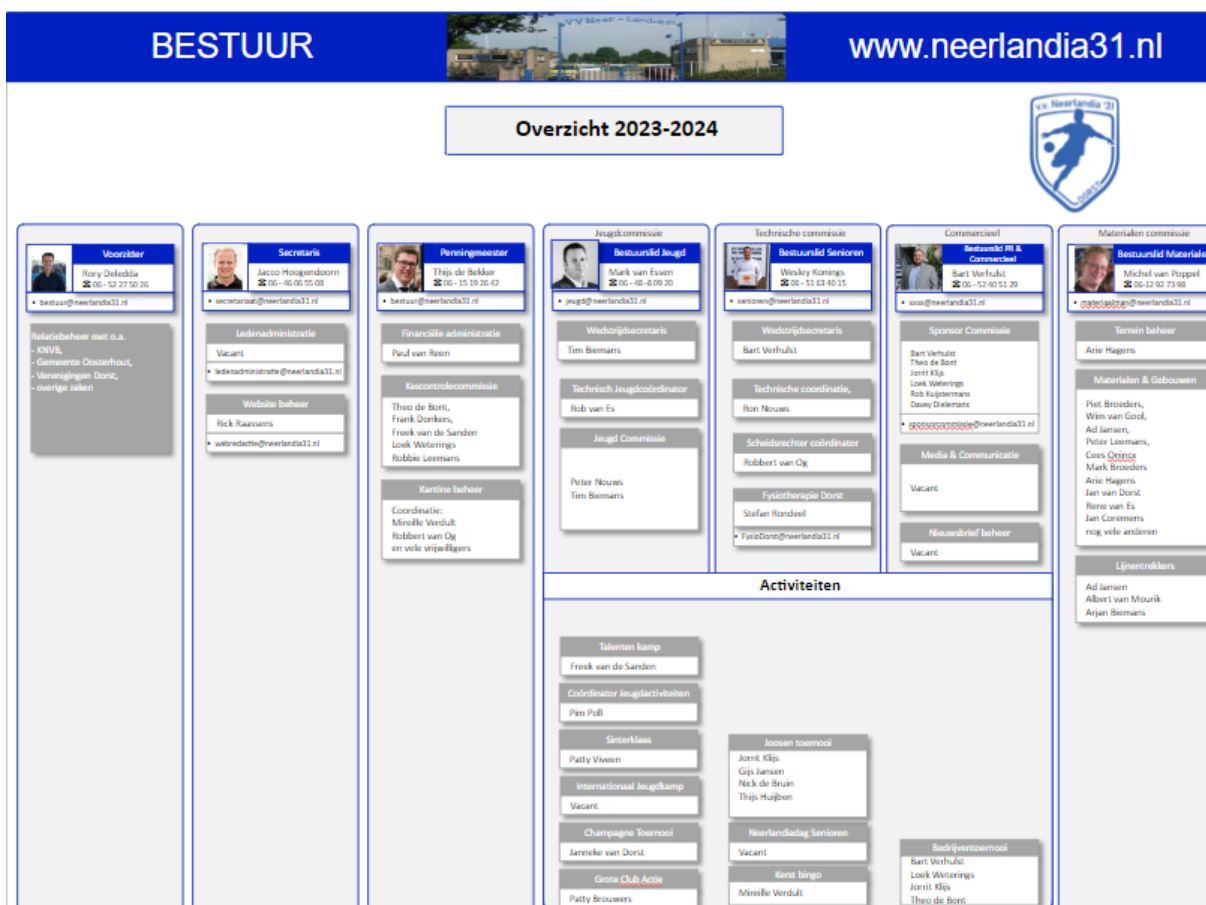 BESTUUR
V.V Neer - Landia
www.neerlandia31.nl
Overzicht 2023-2024
v.v. Neerlandia '31
DORST
Voorzitter
Rory Deledda
☎ 06 - 52 27 50 26
• bestuur@neerlandia31.nl
Relatiebeheer met o.a.
- KNVB,
- Gemeente Oosterhout,
- Verenigingen Dorst,
- overige zaken
Secretaris
Jacco Hoogendoorn
☎ 06 - 46 06 55 08
• secretariaat@neerlandia31.nl
Ledenadministratie
Vacant
• ledenadministratie@neerlandia31.nl
Website beheer
Rick Raassens
• webredactie@neerlandia31.nl
Penningmeester
Thijs de Bekker
☎ 06 - 15 19 26 42
• bestuur@neerlandia31.nl
Financiële administratie
Paul van Reen
Kascontrolecommissie
Theo de Bont,
Frank Donkers,
Freek van de Sanden
Loek Weterings
Robbie Leemans
Kantine beheer
Coordinatie:
Mireille Verdult
Robbert van Og
en vele vrijwilligers
Jeugdcommissie
Bestuurslid Jeugd
Mark van Essen
☎ 06 - 48 -8 09 20
• jeugd@neerlandia31.nl
Wedstrijdsecretaris
Tim Biemans
Technisch Jeugdcoördinator
Rob van Es
Jeugd Commissie
Peter Nouws
Tim Biemans
Technische commissie
Bestuurslid Senioren
Wesley Konings
☎ 06 - 51 63 40 15
• senioren@neerlandia31.nl
Wedstrijdsecretaris
Bart Verhulst
Technische coordinatie,
Ron Nouws
Scheidsrechter coördinator
Robbert van Og
Fysiotherapie Dorst
Stefan Rondeel
• FysioDorst@neerlandia31.nl
Commercieel
Bestuurslid PR &
Commercieel
Bart Verhulst
☎ 06 - 52 40 51 29
• xxxx@neerlandia31.nl
Sponsor Commissie
Bart Verhulst
Theo de Bont
Jorrit Klijs
Loek Weterings
Rob Kuijstermans
Davey Dielemans
• sponsorcommissie@neerlandia31.nl
Media & Communicatie
Vacant
Nieuwsbrief beheer
Vacant
Materialen commissie
Bestuurslid Materiale
Michel van Poppel
☎ 06-12 92 73 98
• materiaalman@neerlandia31.nl
Terrein beheer
Arie Hagens
Materialen & Gebouwen
Piet Broeders,
Wim van Gool,
Ad Jansen,
Peter Leemans,
Cees Onincx
Mark Broeders
Arie Hagens
Jan van Dorst
Rene van Es
Jan Coremens
nog vele anderen
Lijnentrekkers
Ad Jansen
Albert van Mourik
Arjan Biemans
Activiteiten
Talenten kamp
Freek van de Sanden
Coördinator Jeugdactiviteiten
Pim Poll
Sinterklaas
Patty Viveen
Internationaal Jeugdkamp
Vacant
Champagne Toernooi
Janneke van Dorst
Grote Club Actie
Patty Brouwers
Joosen toernooi
Jorrit Klijs
Gijs Jansen
Nick de Bruin
Thijs Huijben
Neerlandiadag Senioren
Vacant
Kerst bingo
Mireille Verdult
Bedrijventoernooi
Bart Verhulst
Loek Weterings
Jorrit Klijs
Theo de Bont